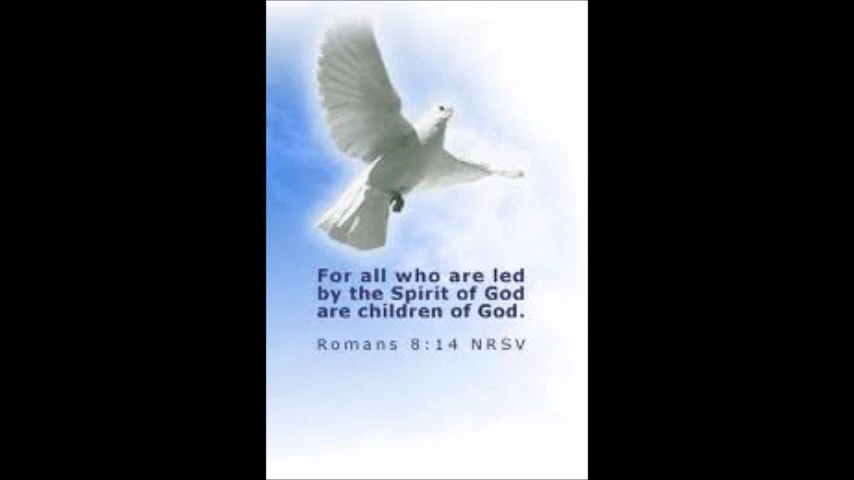 For all who are led
by the Spirit of God
are children of God.
Romans 8:14 NRSV